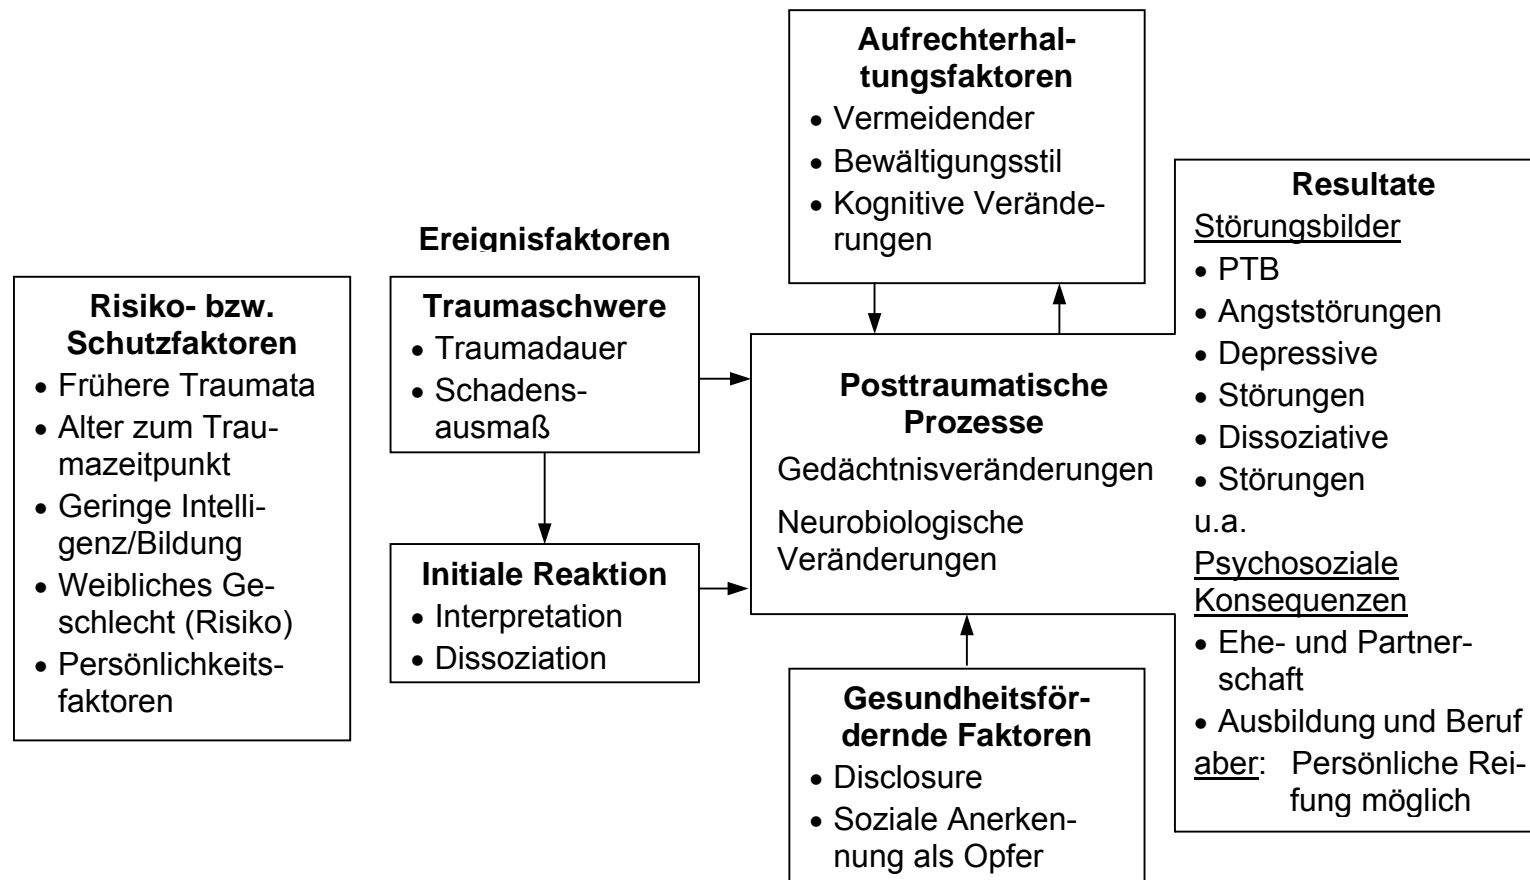 Risiko- bzw.
Schutzfaktoren
• Frühere Traumata
• Alter zum Trau-
mazeitpunkt
• Geringe Intelli-
genz/Bildung
• Weibliches Ge-
schlecht (Risiko)
• Persönlichkeits-
faktoren
Ereignisfaktoren
Traumaschwere
• Traumadauer
• Schadens-
ausmaß
Initiale Reaktion
• Interpretation
• Dissoziation
Aufrechterhal-
tungsfaktoren
• Vermeidender
• Bewältigungsstil
• Kognitive Verände-
rungen
Posttraumatische
Prozesse
Gedächtnisveränderungen
Neurobiologische
Veränderungen
Gesundheitsför-
dernde Faktoren
• Disclosure
• Soziale Anerken-
nung als Opfer
Resultate
Störungsbilder
• PTB
• Angststörungen
• Depressive
• Störungen
• Dissoziative
• Störungen
u.a.
Psychosoziale
Konsequenzen
• Ehe- und Partner-
schaft
• Ausbildung und Beruf
aber: Persönliche Rei-
fung möglich